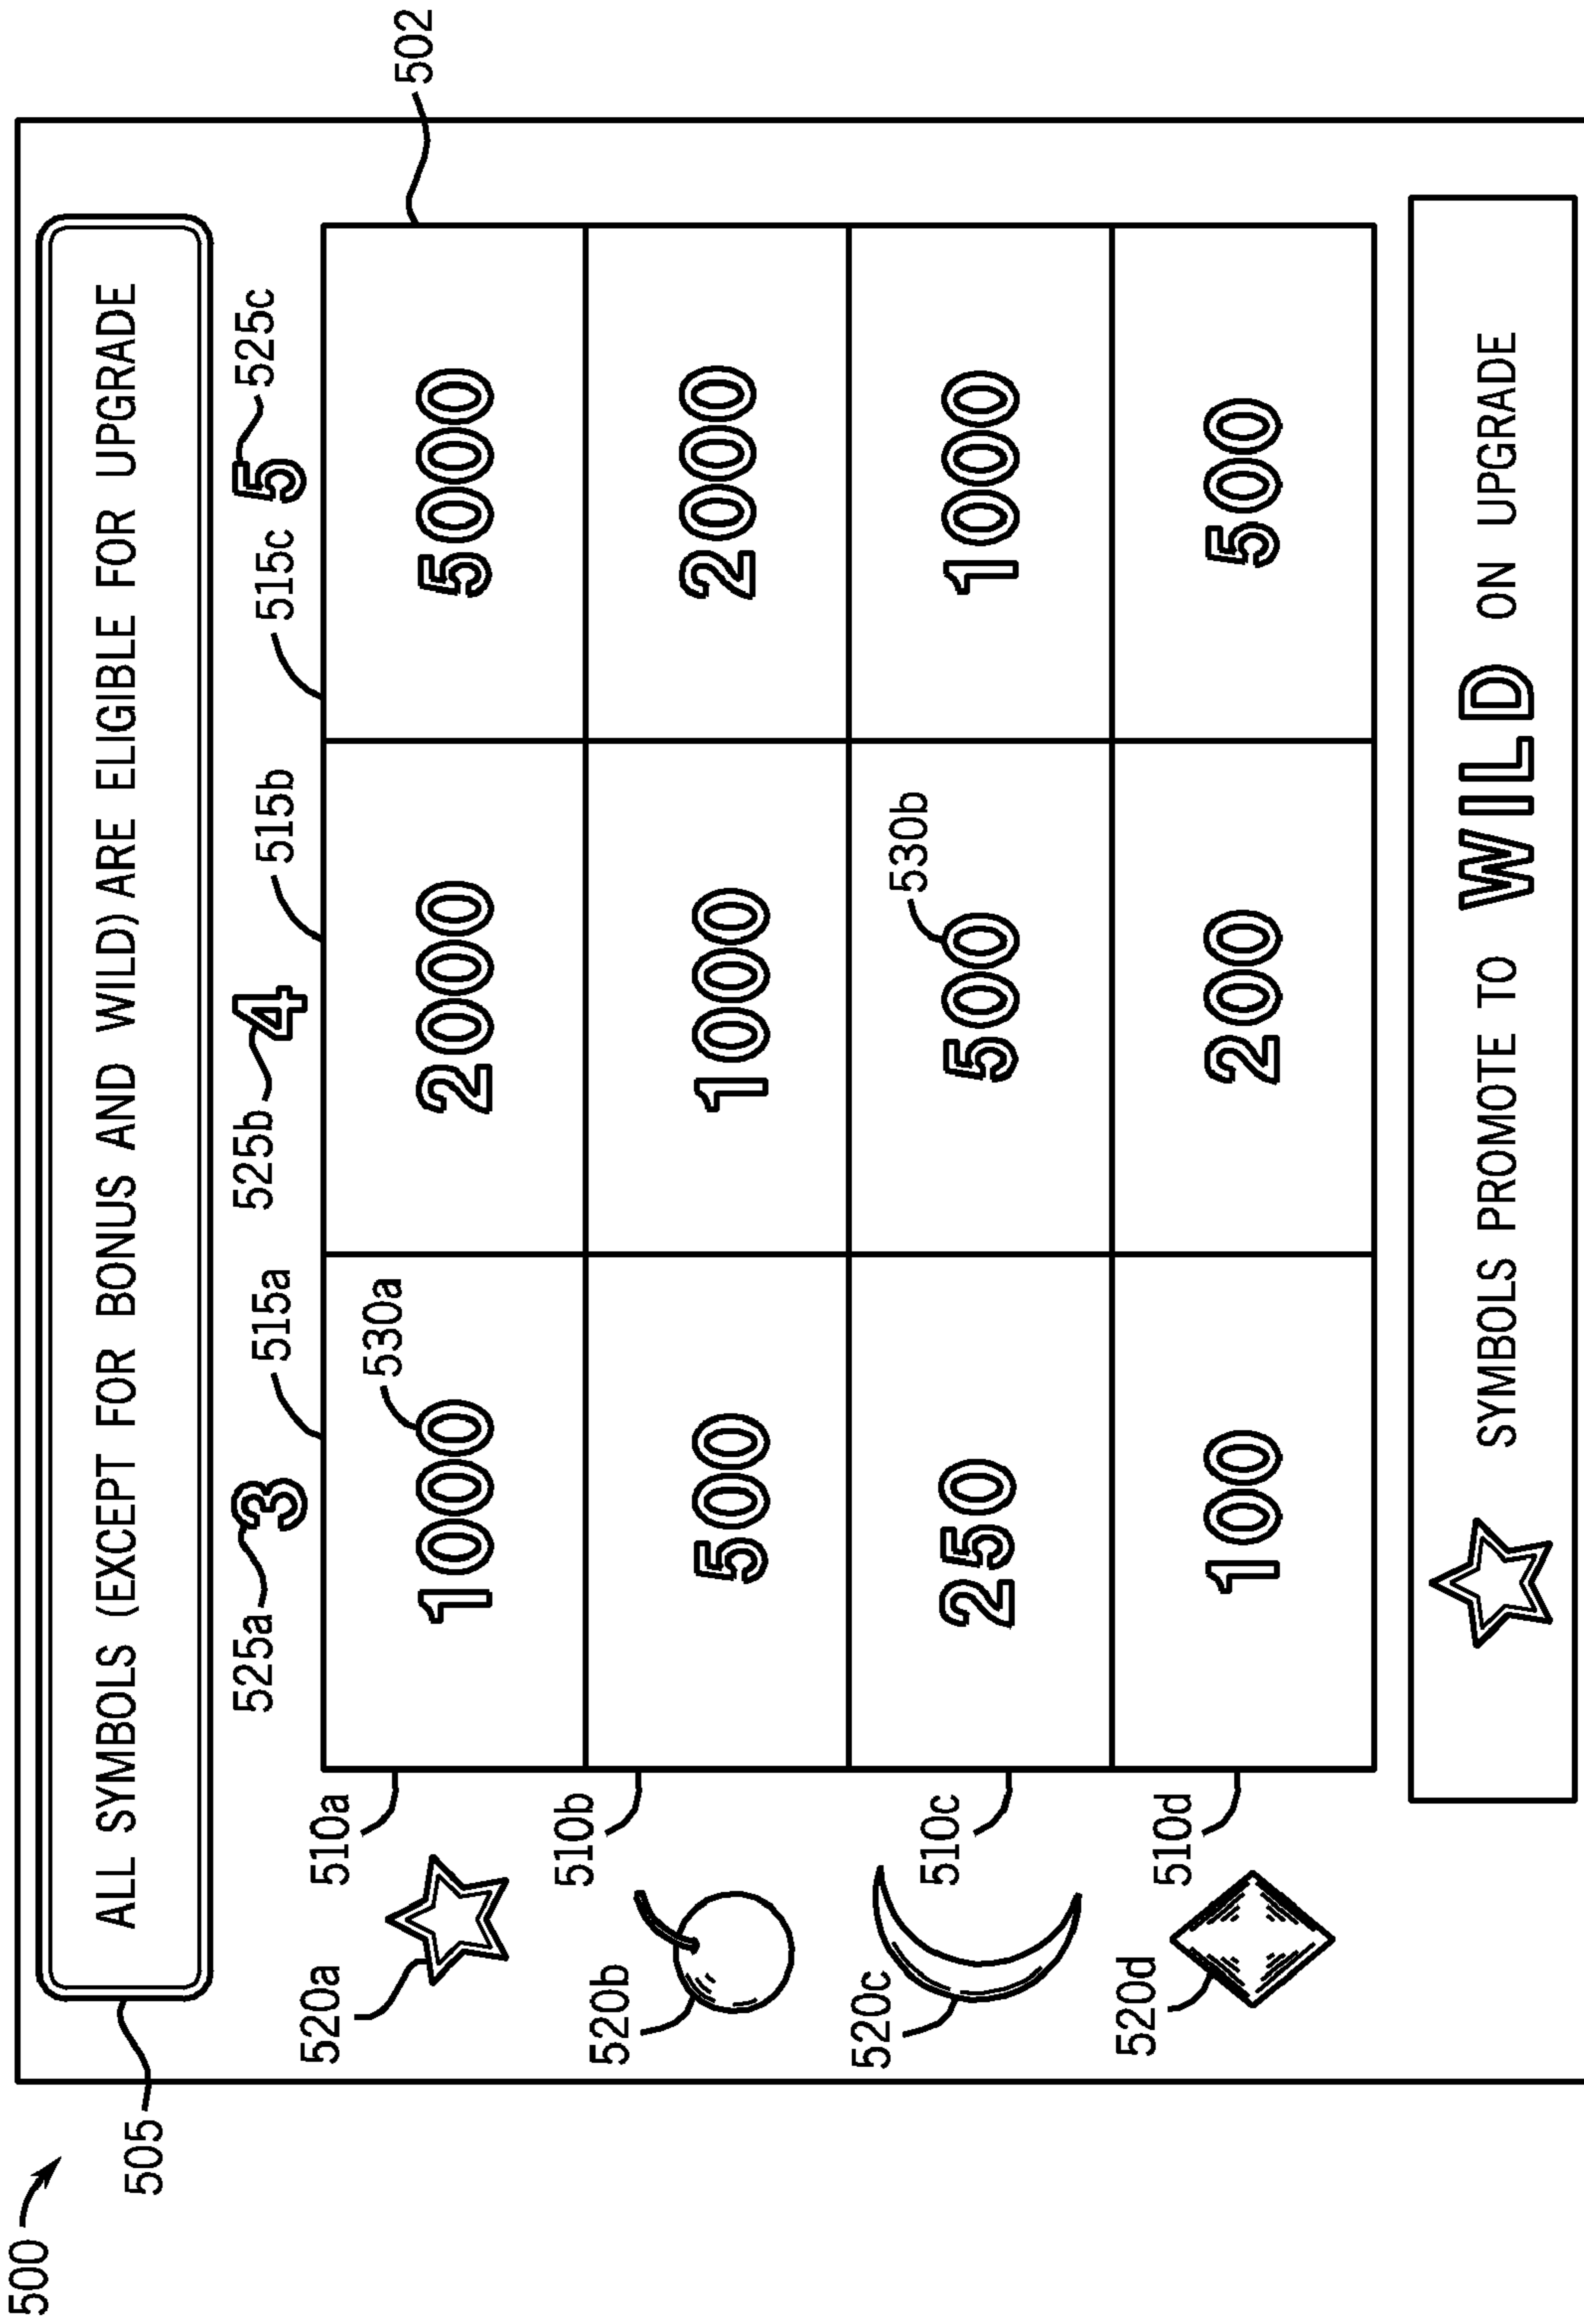 500
505
ALL SYMBOLS (EXCEPT FOR BONUS AND WILD) ARE ELIGIBLE FOR UPGRADE
525a 3 515a 525b 4 515b 515c 5 525c
502
520a 510a 1000 530a 2000 5000
520b 510b 500 1000 2000
520c 510c 250 500 530b 1000
520d 510d 100 200 500
SYMBOLS PROMOTE TO WILD ON UPGRADE